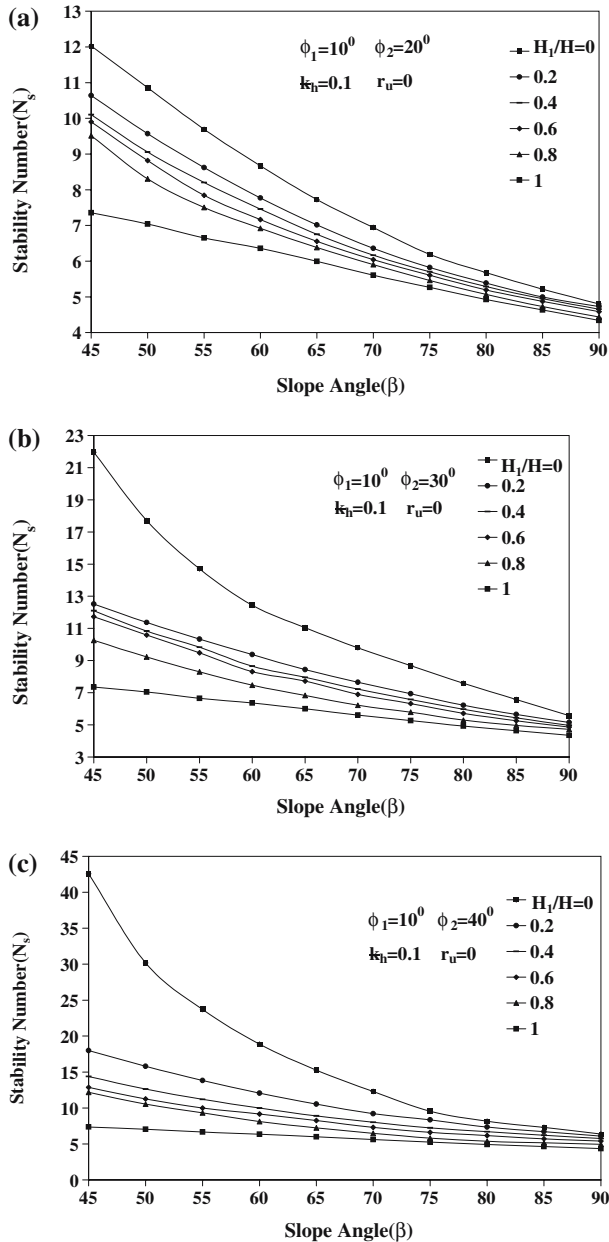 (a)
13
12
11
10
9
8
7
6
5
4
45 50 55 60 65 70 75 80 85 90
Stability Number(Nₛ)
Slope Angle(β)
ϕ₁=10⁰ ϕ₂=20⁰
kₕ=0.1 rᵤ=0
H₁/H=0
0.2
0.4
0.6
0.8
1
(b)
23
21
19
17
15
13
11
9
7
5
3
45 50 55 60 65 70 75 80 85 90
Stability Number(Nₛ)
Slope Angle(β)
ϕ₁=10⁰ ϕ₂=30⁰
kₕ=0.1 rᵤ=0
H₁/H=0
0.2
0.4
0.6
0.8
1
(c)
45
40
35
30
25
20
15
10
5
0
45 50 55 60 65 70 75 80 85 90
Stability Number(Nₛ)
Slope Angle(β)
ϕ₁=10⁰ ϕ₂=40⁰
kₕ=0.1 rᵤ=0
H₁/H=0
0.2
0.4
0.6
0.8
1